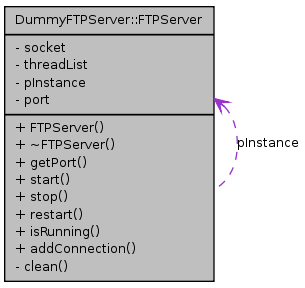 DummyFTPServer::FTPServer
- socket
- threadList
- pInstance
- port
+ FTPServer()
+ ~FTPServer()
+ getPort()
+ start()
+ stop()
+ restart()
+ isRunning()
+ addConnection()
- clean()
pInstance